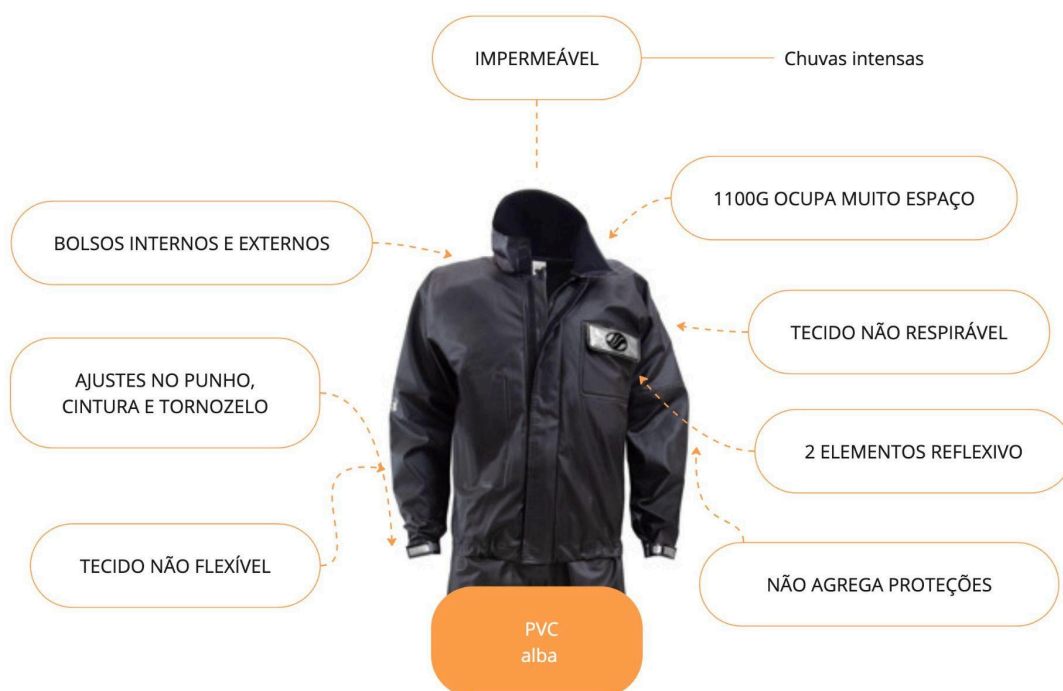 IMPERMEÁVEL
Chuvas intensas
1100G OCUPA MUITO ESPAÇO
BOLSOS INTERNOS E EXTERNOS
TECIDO NÃO RESPIRÁVEL
AJUSTES NO PUNHO,
CINTURA E TORNOZELO
2 ELEMENTOS REFLEXIVO
TECIDO NÃO FLEXÍVEL
NÃO AGREGA PROTEÇÕES
PVC
alba